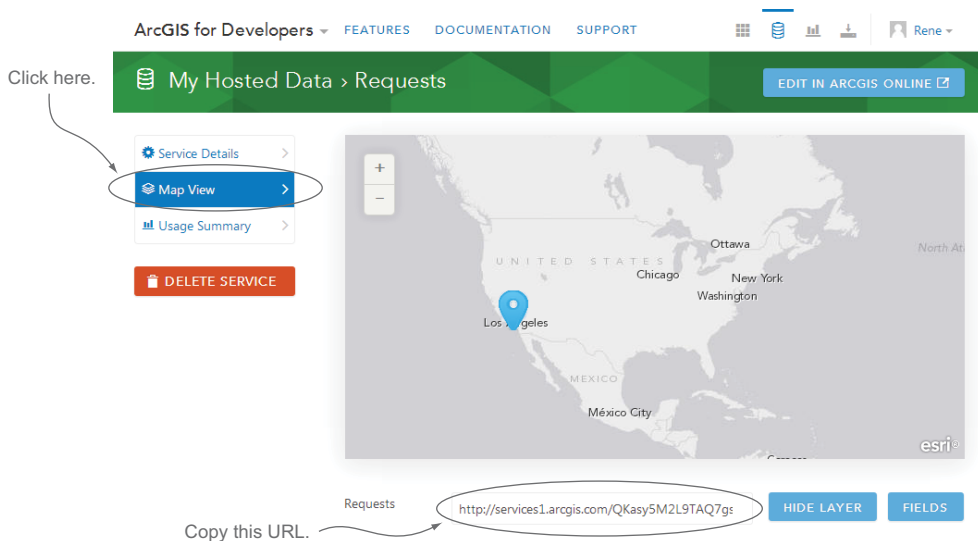 ArcGIS for Developers FEATURES DOCUMENTATION SUPPORT Rene
Click here.
My Hosted Data › Requests
EDIT IN ARCGIS ONLINE
Service Details
Map View
Usage Summary
DELETE SERVICE
+
−
Ottawa
North At
UNITED STATES
Chicago
New York
Washington
Los geles
MEXICO
México City
esri
Requests
http://services1.arcgis.com/QKasy5M2L9TAQ7gs
HIDE LAYER
FIELDS
Copy this URL.